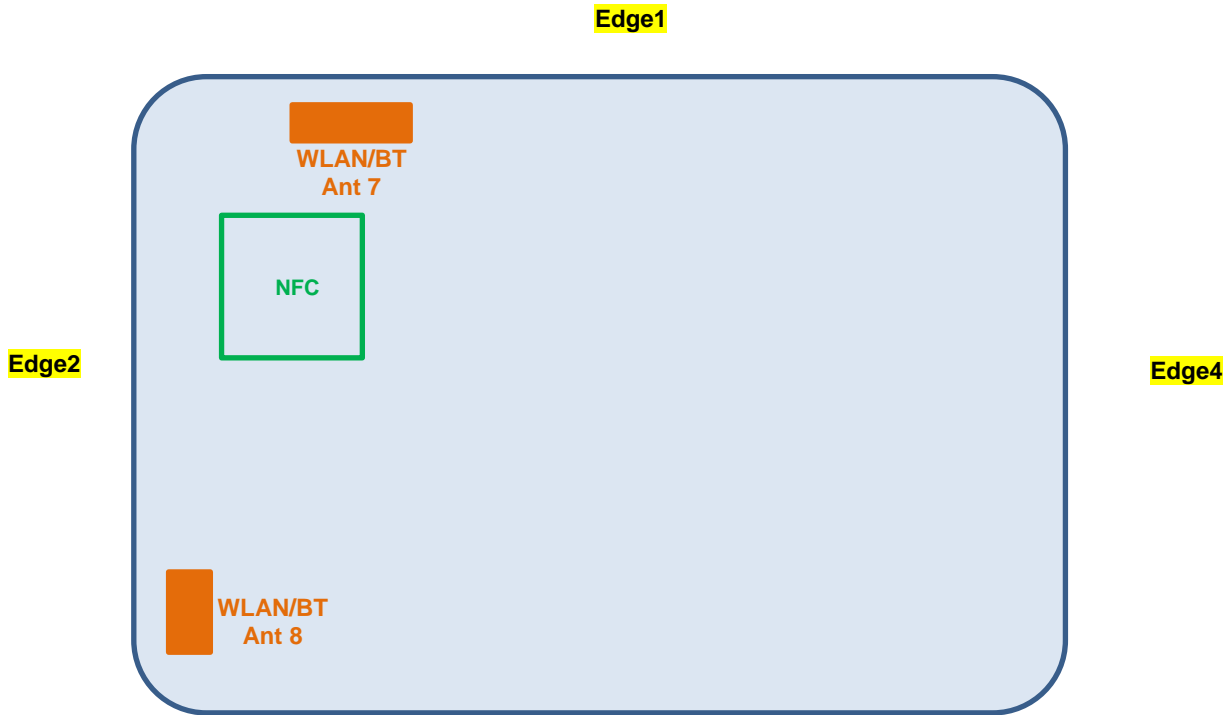 Edge1
WLAN/BT
Ant 7
NFC
Edge2
Edge4
WLAN/BT
Ant 8